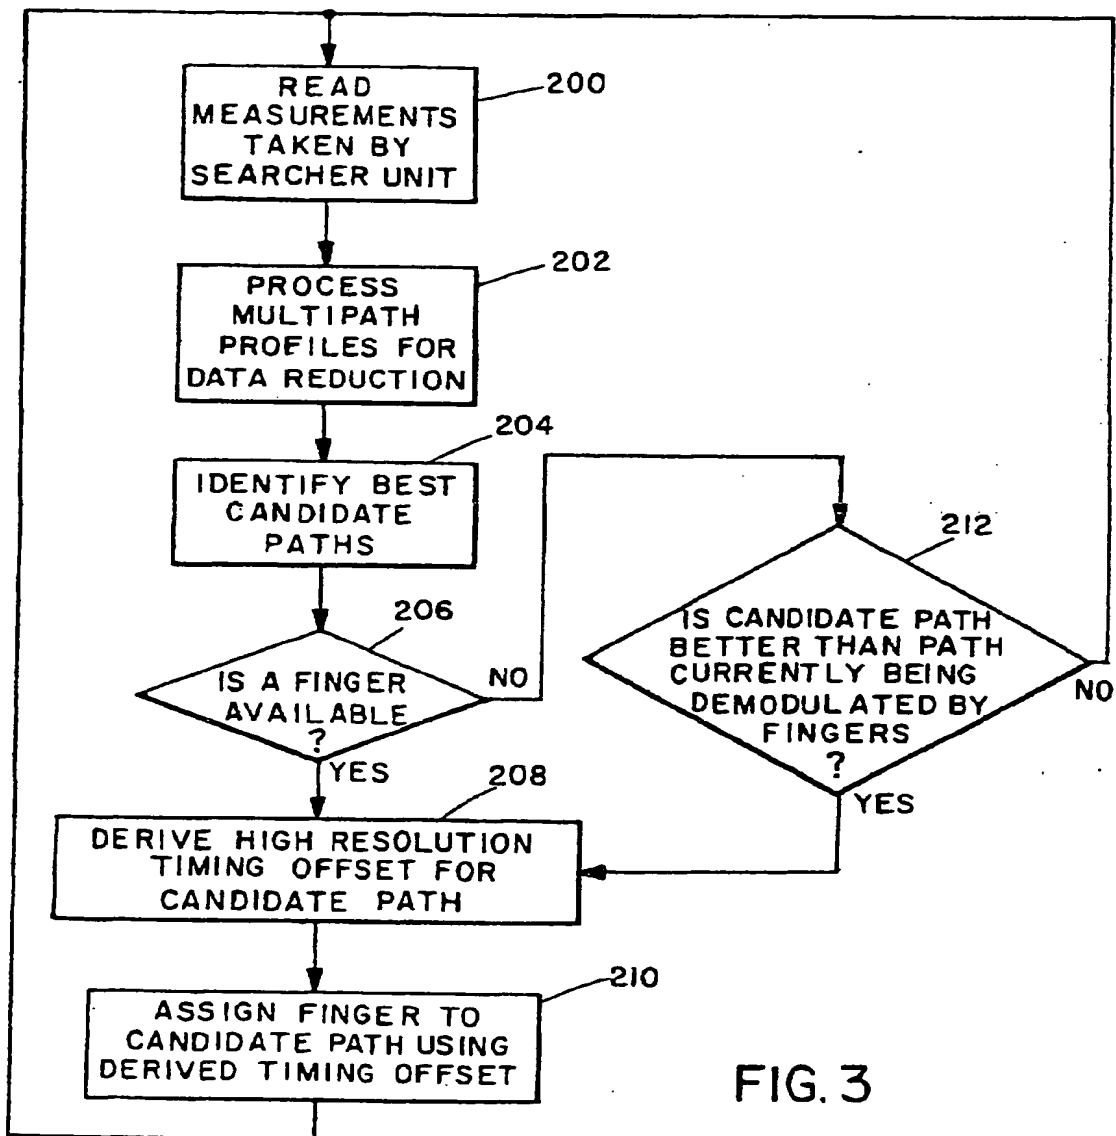 READ
MEASUREMENTS
TAKEN BY
SEARCHER UNIT
200
PROCESS
MULTIPATH
PROFILES FOR
DATA REDUCTION
202
IDENTIFY BEST
CANDIDATE
PATHS
204
IS A FINGER
AVAILABLE
?
206
NO
YES
IS CANDIDATE PATH
BETTER THAN PATH
CURRENTLY BEING
DEMODULATED BY
FINGERS
?
212
NO
YES
DERIVE HIGH RESOLUTION
TIMING OFFSET FOR
CANDIDATE PATH
208
ASSIGN FINGER TO
CANDIDATE PATH USING
DERIVED TIMING OFFSET
210
FIG. 3